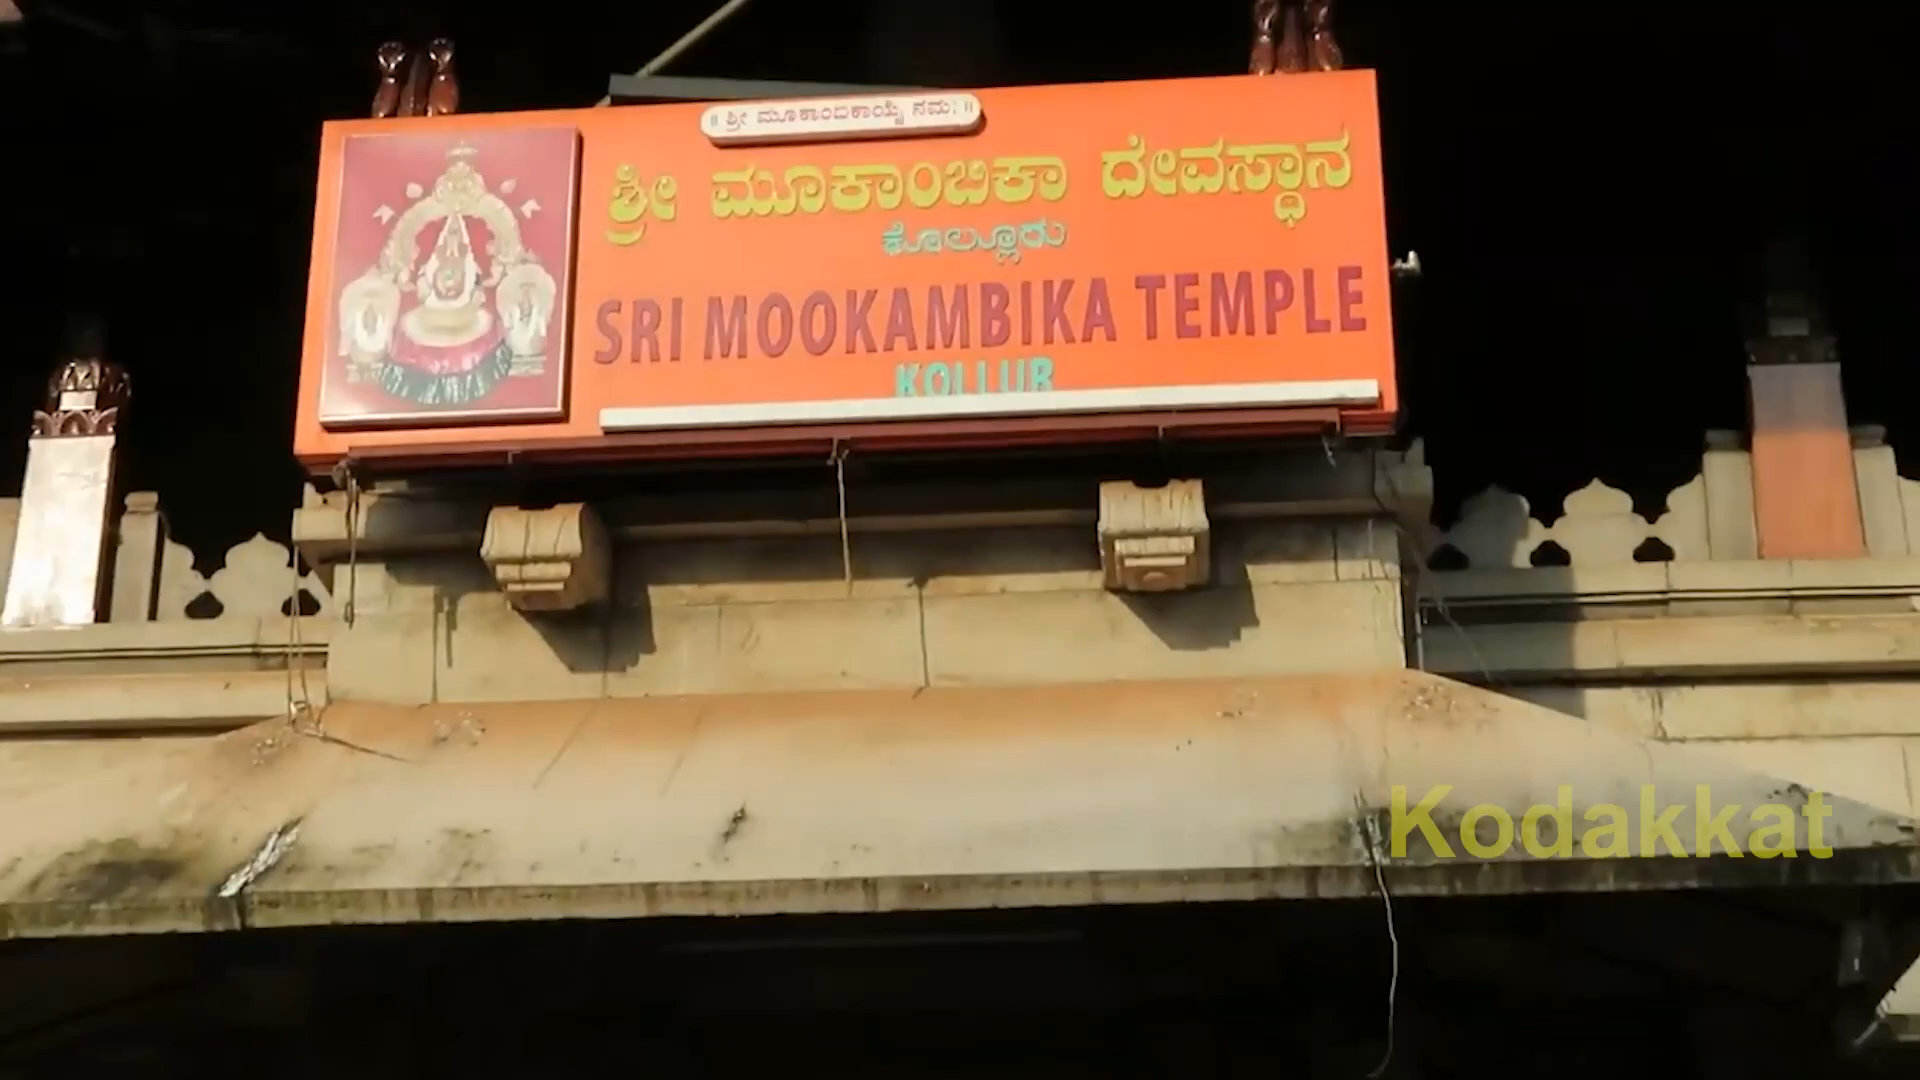 ॥ ಶ್ರೀ ಮೂಕಾಂಬಿಕಾಯೈ ನಮಃ ॥
ಶ್ರೀ ಮೂಕಾಂಬಿಕಾ ದೇವಸ್ಥಾನ
ಕೊಲ್ಲೂರು
SRI MOOKAMBIKA TEMPLE
KOLLUR
Kodakkat